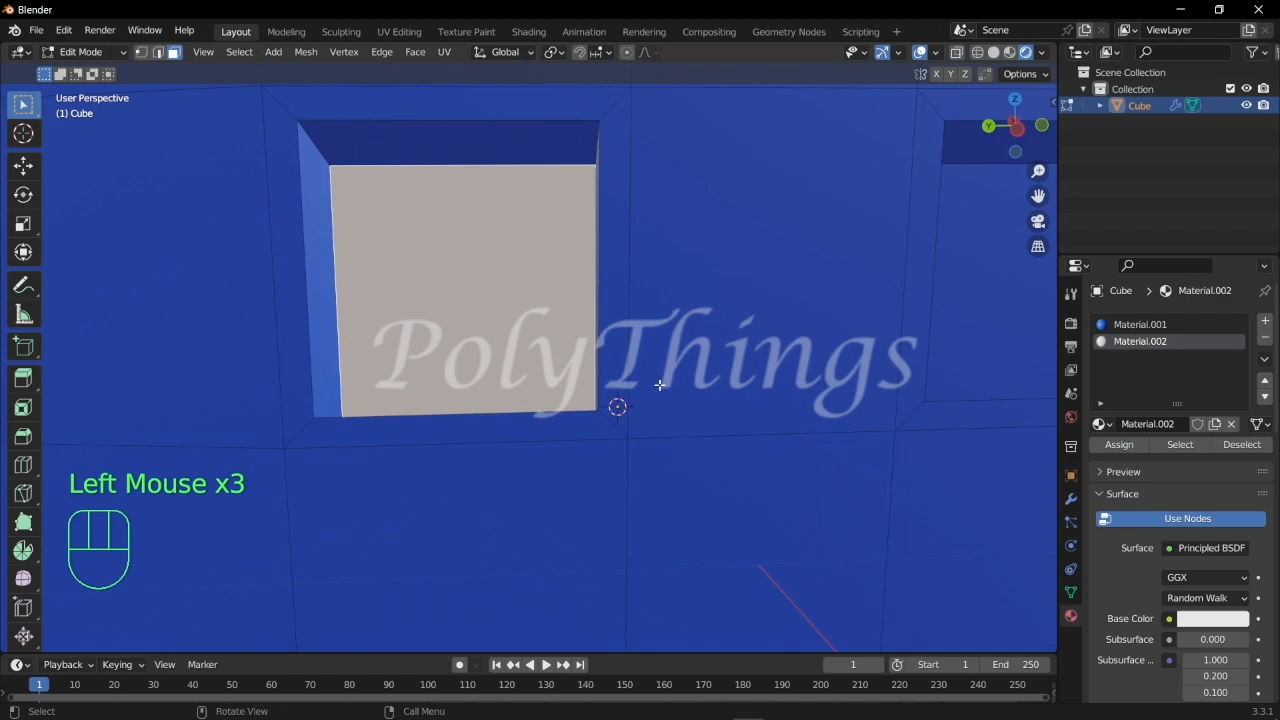 Blender
File Edit Render Window Help
Layout Modeling Sculpting UV Editing Texture Paint Shading Animation Rendering Compositing Geometry Nodes Scripting +
Scene ViewLayer
Edit Mode View Select Add Mesh Vertex Edge Face UV Global
X Y Z Options
User Perspective
(1) Cube
Z
Y
Scene Collection
Collection
Cube
Cube > Material.002
Material.001
Material.002
Material.002
Assign Select Deselect
Preview
Surface
Use Nodes
Surface Principled BSDF
GGX
Random Walk
Base Color
Subsurface 0.000
Subsurface ... 1.000
0.200
0.100
PolyThings
Left Mouse x3
Playback Keying View Marker 1 Start 1 End 250
1 10 20 30 40 50 60 70 80 90 100 110 120 130 140 150 160 170 180 190 200 210 220 230 240 250
Select Rotate View Call Menu 3.3.1